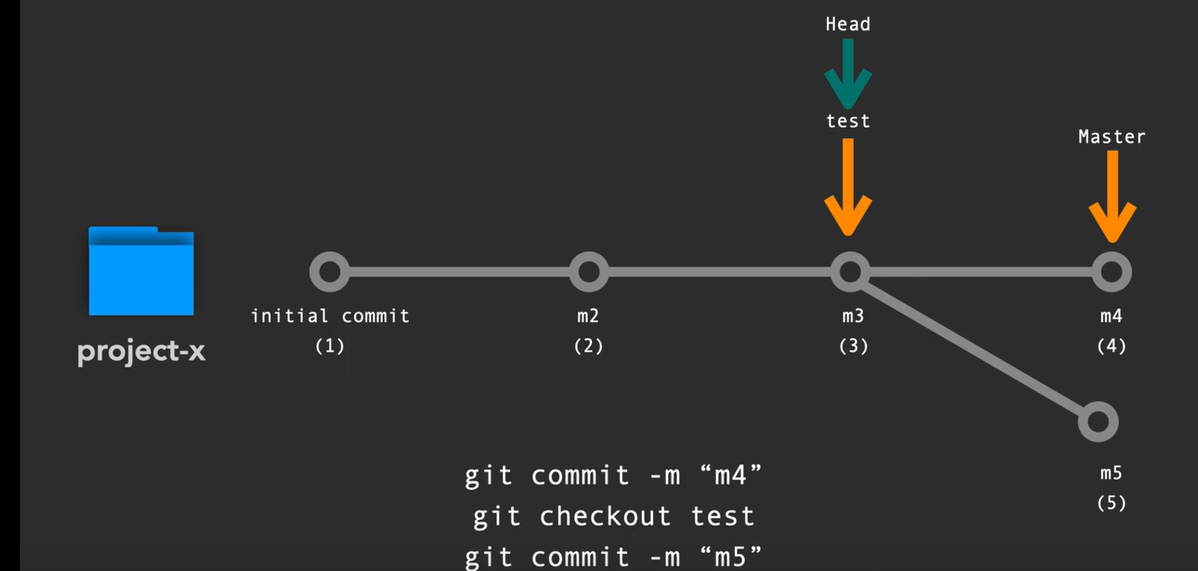 Head
test
Master
initial commit
(1)
m2
(2)
m3
(3)
m4
(4)
m5
(5)
project-x
git commit -m “m4”
git checkout test
git commit -m “m5”